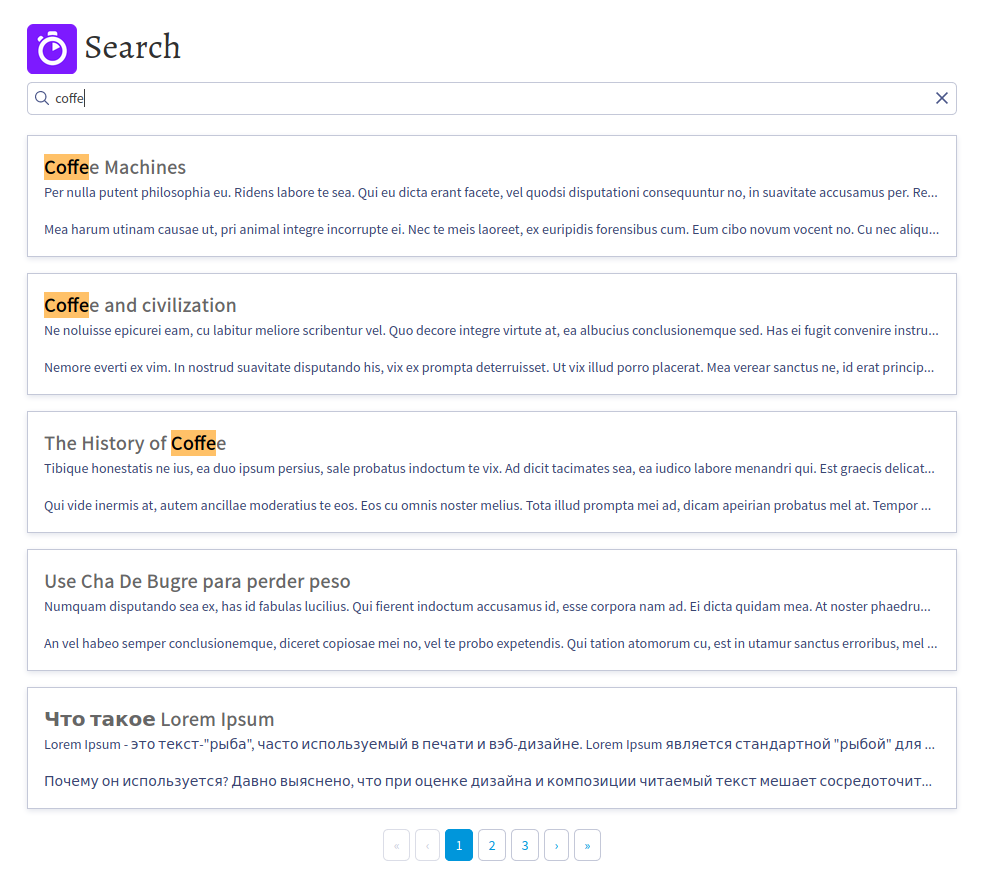 Search
coffe
Coffee Machines
Per nulla putent philosophia eu. Ridens labore te sea. Qui eu dicta erant facete, vel quodsi disputationi consequuntur no, in suavitate accusamus per. Re...
Mea harum utinam causae ut, pri animal integre incorrupte ei. Nec te meis laoreet, ex euripidis forensibus cum. Eum cibo novum vocent no. Cu nec aliqu...
Coffee and civilization
Ne noluisse epicurei eam, cu labitur meliore scribentur vel. Quo decore integre virtute at, ea albucius conclusionemque sed. Has ei fugit convenire instru...
Nemore everti ex vim. In nostrud suavitate disputando his, vix ex prompta deterruisset. Ut vix illud porro placerat. Mea verear sanctus ne, id erat princip...
The History of Coffee
Tibique honestatis ne ius, ea duo ipsum persius, sale probatus indoctum te vix. Ad dicit tacimates sea, ea iudico labore menandri qui. Est graecis delicat...
Qui vide inermis at, autem ancillae moderatius te eos. Eos cu omnis noster melius. Tota illud prompta mei ad, dicam apeirian probatus mel at. Tempor ...
Use Cha De Bugre para perder peso
Numquam disputando sea ex, has id fabulas lucilius. Qui fierent indoctum accusamus id, esse corpora nam ad. Ei dicta quidam mea. At noster phaedru...
An vel habeo semper conclusionemque, diceret copiosae mei no, vel te probo expetendis. Qui tation atomorum cu, est in utamur sanctus erroribus, mel ...
Что такое Lorem Ipsum
Lorem Ipsum - это текст-"рыба", часто используемый в печати и вэб-дизайне. Lorem Ipsum является стандартной "рыбой" для ...
Почему он используется? Давно выяснено, что при оценке дизайна и композиции читаемый текст мешает сосредоточит...
« ‹ 1 2 3 › »